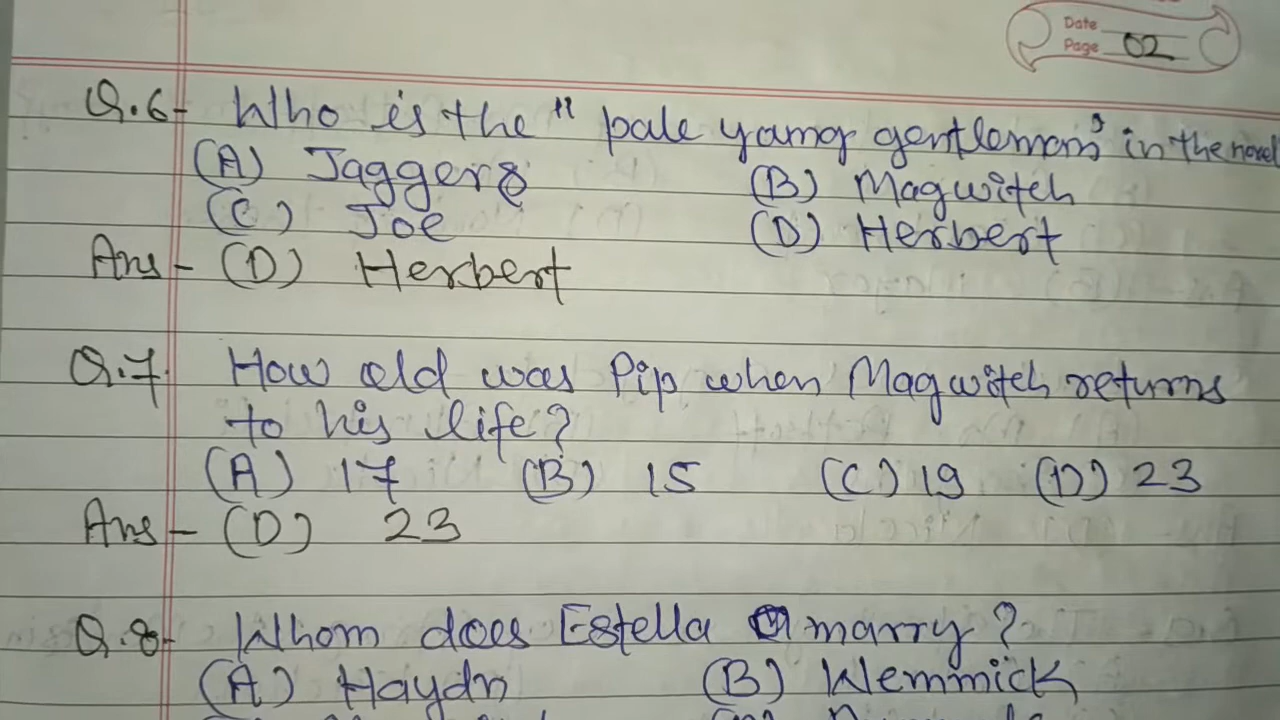 Date
Page 02
Q.6- Who is the " pale young gentleman" in the novel
(A) Jaggers (B) Magwitch
(C) Joe (D) Herbert
Ans - (D) Herbert
Q.7 How old was Pip when Magwitch returns
to his life?
(A) 17 (B) 15 (C) 19 (D) 23
Ans - (D) 23
Q.8- Whom does Estella marry?
(A) Haydn (B) Wemmick